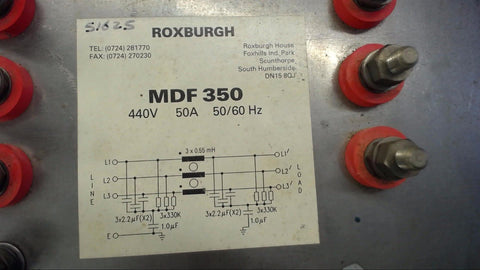 51625
ROXBURGH
TEL: (0724) 281770
FAX: (0724) 270230
Roxburgh House
Foxhills Ind. Park
Scunthorpe
South Humberside
DN15 8QJ
MDF 350
440V 50A 50/60 Hz
3 x 0.55 mH
L1 L1'
L2 L2'
L3 L3'
LINE
LOAD
3x2.2µF(X2) 3x330K 3x2.2µF(X2) 3x330K
1.0µF 1.0µF
E